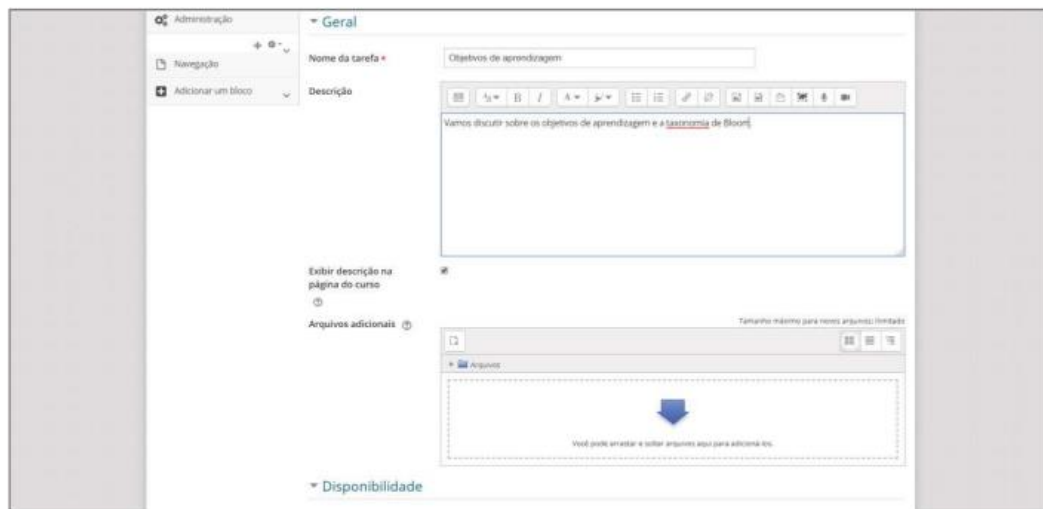 Administração
Geral
Navegação
Nome da tarefa
Objetivos de aprendizagem
Adicionar um bloco
Descrição
Vamos discutir sobre os objetivos de aprendizagem e a taxonomia de Bloom.
Exibir descrição na
página do curso
Arquivos adicionais
Tamanho máximo para novos arquivos: Ilimitado
Arquivos
Você pode arrastar e soltar arquivos aqui para adicioná-los.
Disponibilidade